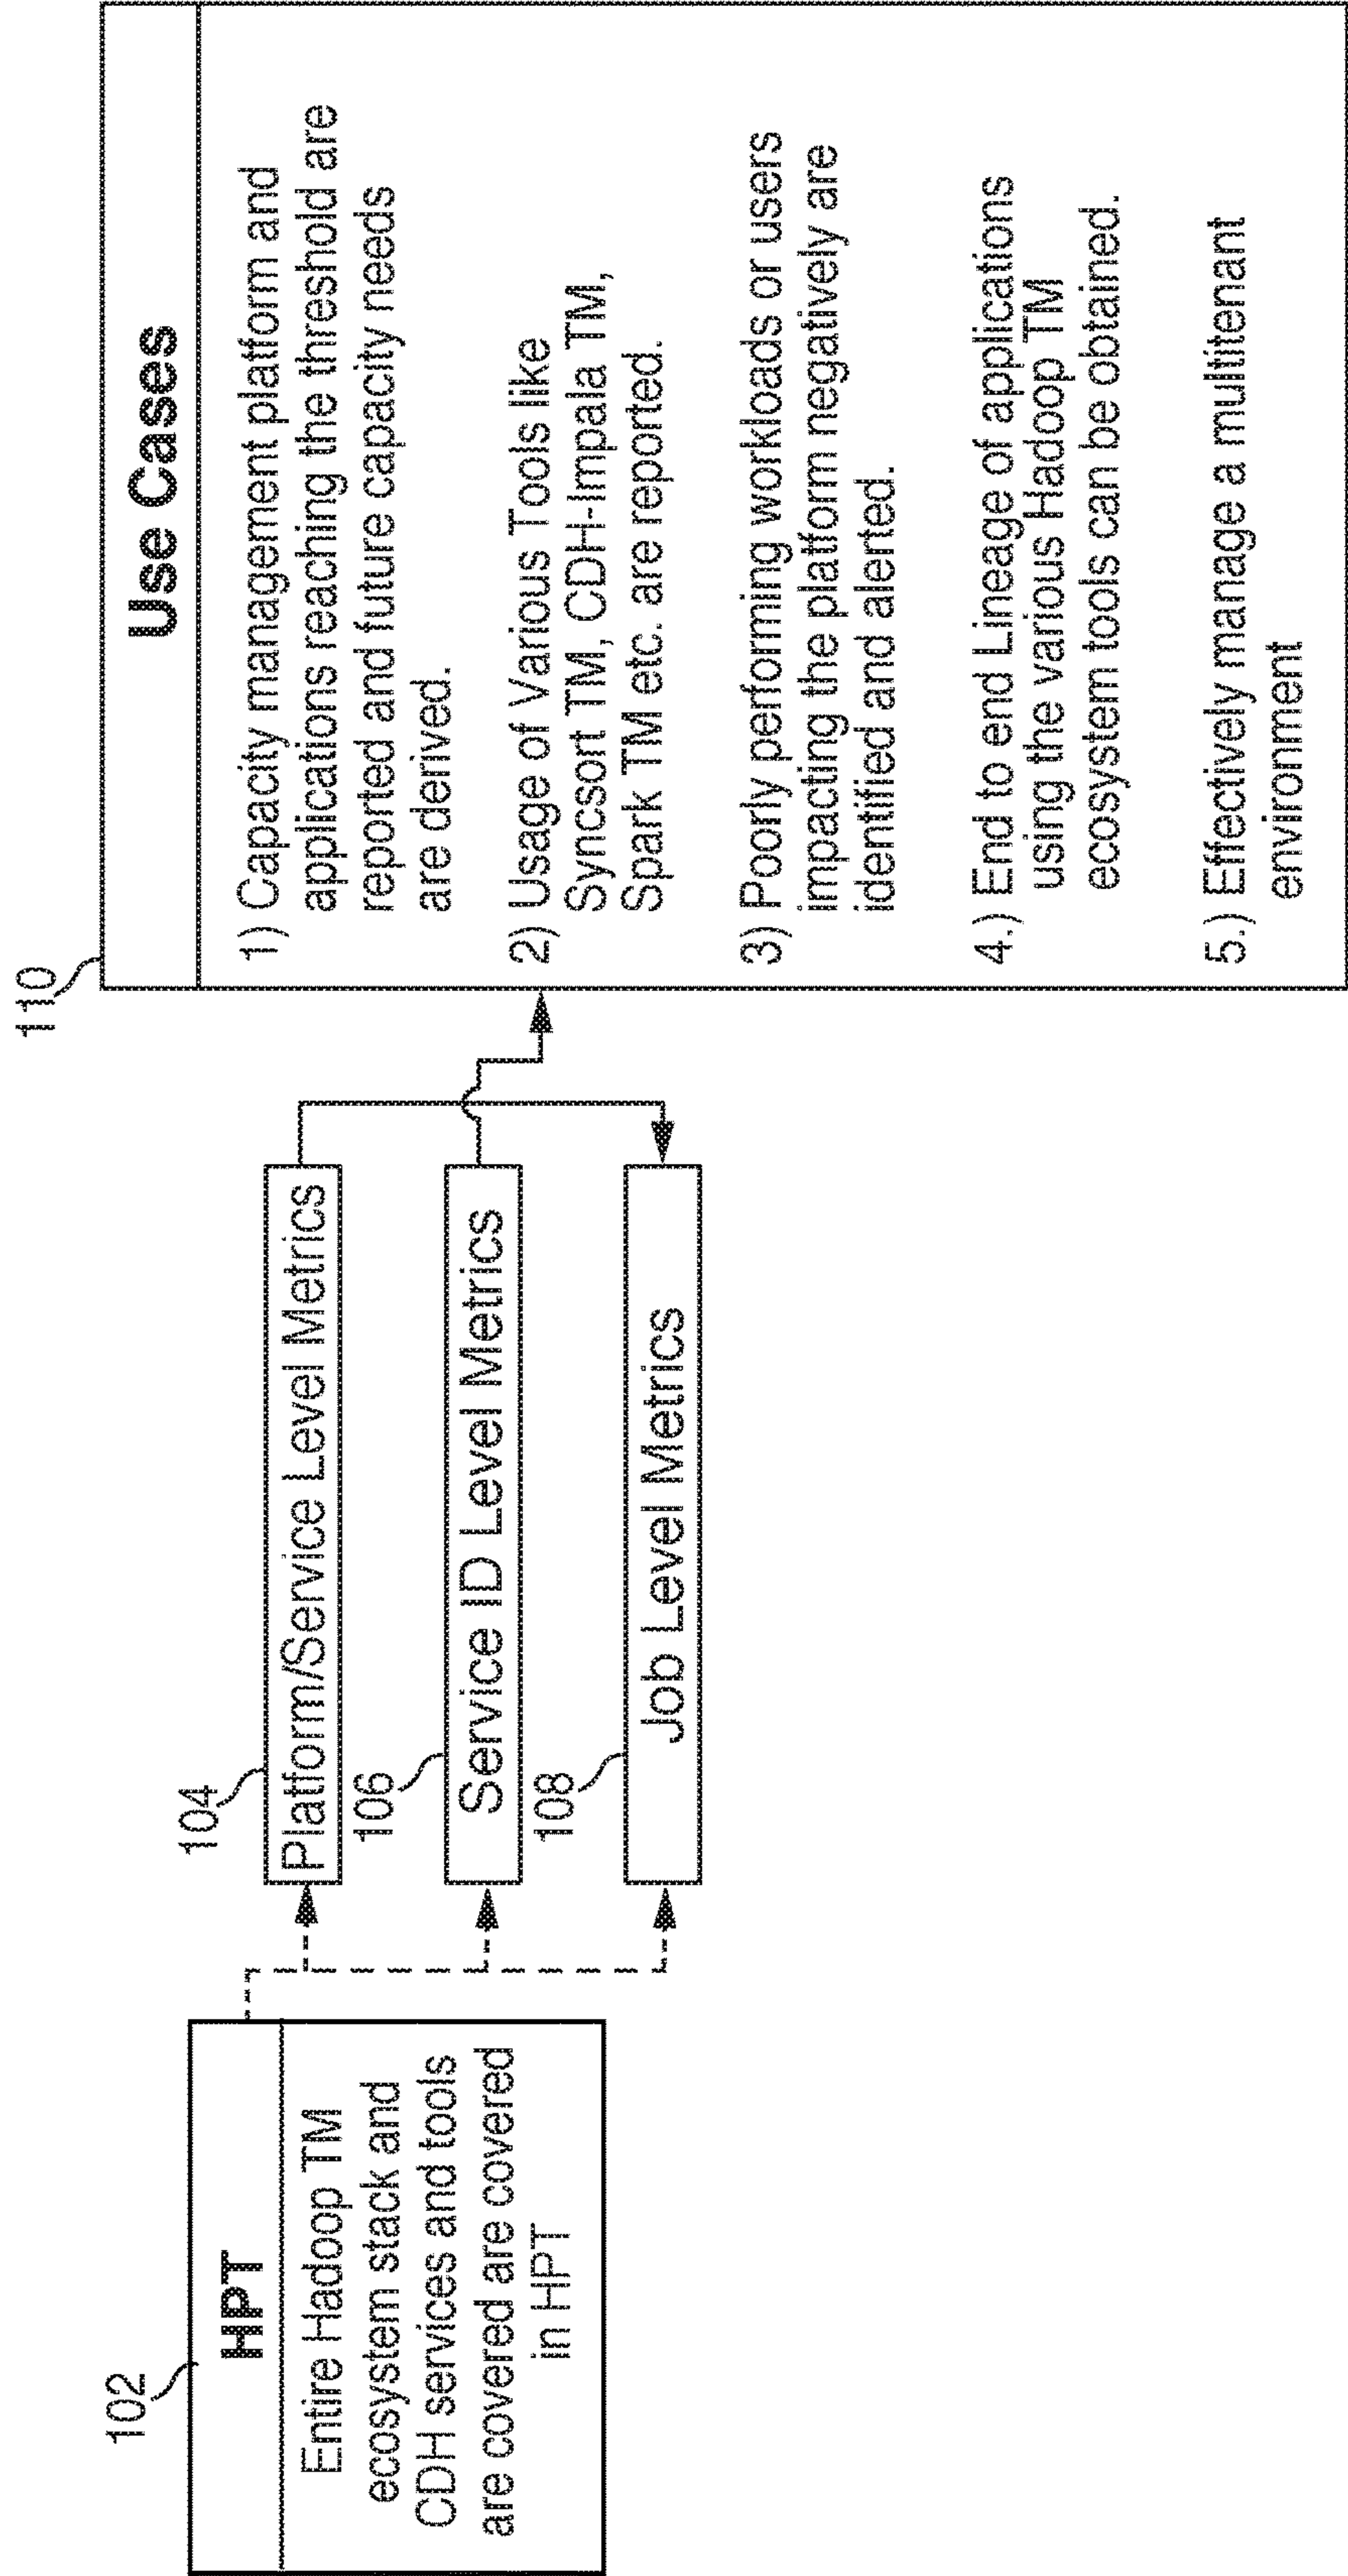 102
HPT
Entire Hadoop TM
ecosystem stack and
CDH services and tools
are covered are covered
in HPT
104
Platform/Service Level Metrics
106
Service ID Level Metrics
108
Job Level Metrics
110
Use Cases
1) Capacity management platform and
applications reaching the threshold are
reported and future capacity needs
are derived.
2) Usage of Various Tools like
Syncsort TM, CDH-Impala TM,
Spark TM etc. are reported.
3) Poorly performing workloads or users
impacting the platform negatively are
identified and alerted.
4.) End to end Lineage of applications
using the various Hadoop TM
ecosystem tools can be obtained.
5.) Effectively manage a multitenant
environment